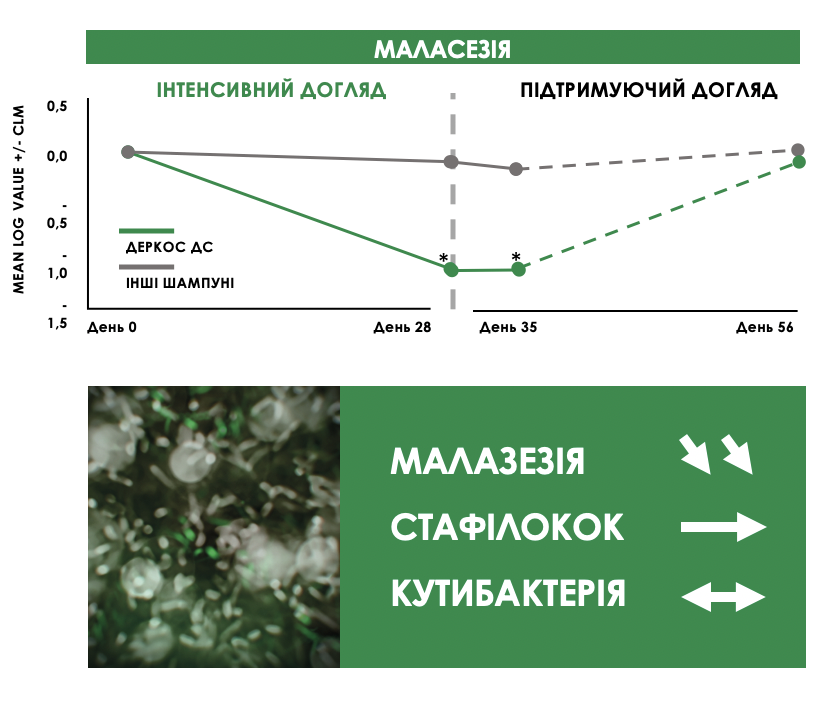 МАЛАСЕЗІЯ
ІНТЕНСИВНИЙ ДОГЛЯД
ПІДТРИМУЮЧИЙ ДОГЛЯД
MEAN LOG VALUE +/- CLM
0,5
0,0
-
0,5
-
1,0
-
1,5
ДЕРКОС ДС
ІНШІ ШАМПУНІ
*
*
День 0
День 28
День 35
День 56
МАЛАЗЕЗІЯ
СТАФІЛОКОК
КУТИБАКТЕРІЯ